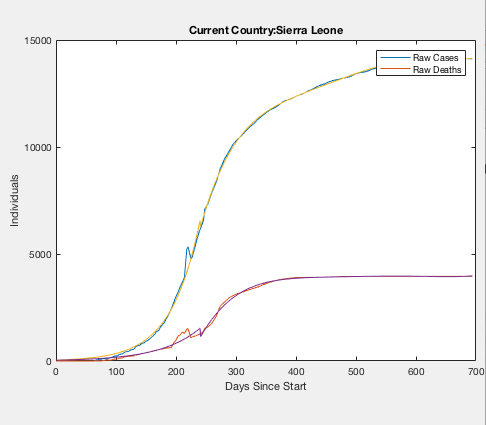 Current Country:Sierra Leone
15000
Raw Cases
Raw Deaths
10000
Individuals
5000
0
0 100 200 300 400 500 600 700
Days Since Start